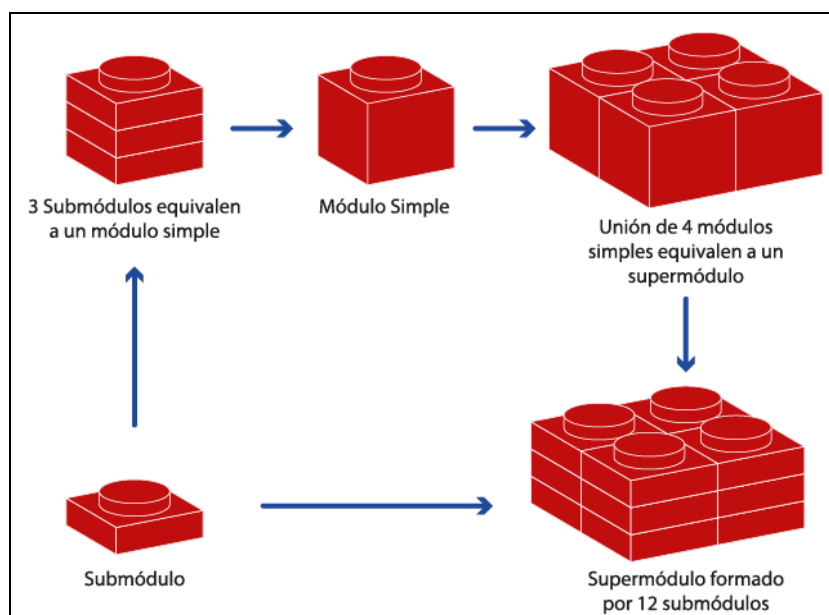 3 Submódulos equivalen
a un módulo simple
Módulo Simple
Unión de 4 módulos
simples equivalen a un
supermódulo
Submódulo
Supermódulo formado
por 12 submódulos